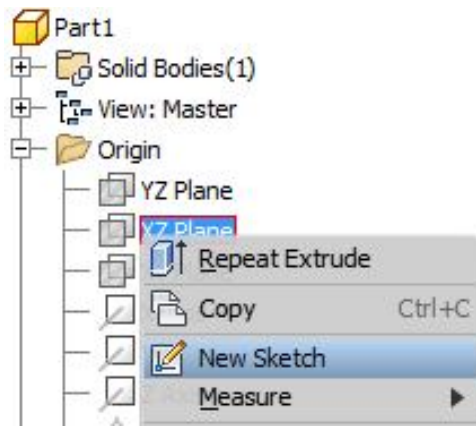 Part1
Solid Bodies(1)
View: Master
Origin
YZ Plane
XZ Plane
Repeat Extrude
Copy Ctrl+C
New Sketch
Measure